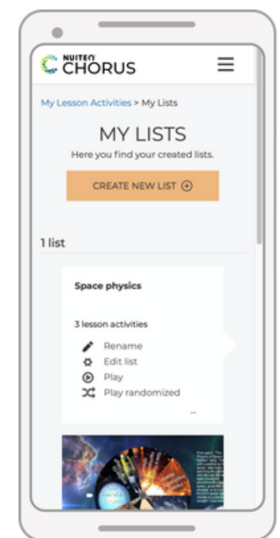 NUITEQ
CHORUS
My Lesson Activities > My Lists
MY LISTS
Here you find your created lists.
CREATE NEW LIST
1 list
Space physics
3 lesson activities
Rename
Edit list
Play
Play randomized
...